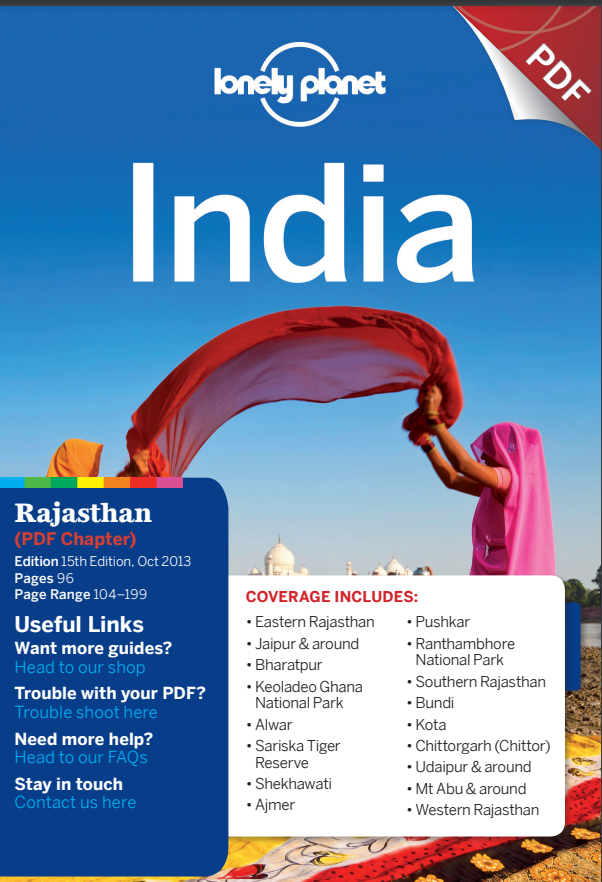 lonely planet
PDF
India
Rajasthan
(PDF Chapter)
Edition 15th Edition, Oct 2013
Pages 96
Page Range 104–199
Useful Links
Want more guides?
Head to our shop
Trouble with your PDF?
Trouble shoot here
Need more help?
Head to our FAQs
Stay in touch
Contact us here
COVERAGE INCLUDES:
• Eastern Rajasthan
• Jaipur & around
• Bharatpur
• Keoladeo Ghana
National Park
• Alwar
• Sariska Tiger
Reserve
• Shekhawati
• Ajmer
• Pushkar
• Ranthambhore
National Park
• Southern Rajasthan
• Bundi
• Kota
• Chittorgarh (Chittor)
• Udaipur & around
• Mt Abu & around
• Western Rajasthan